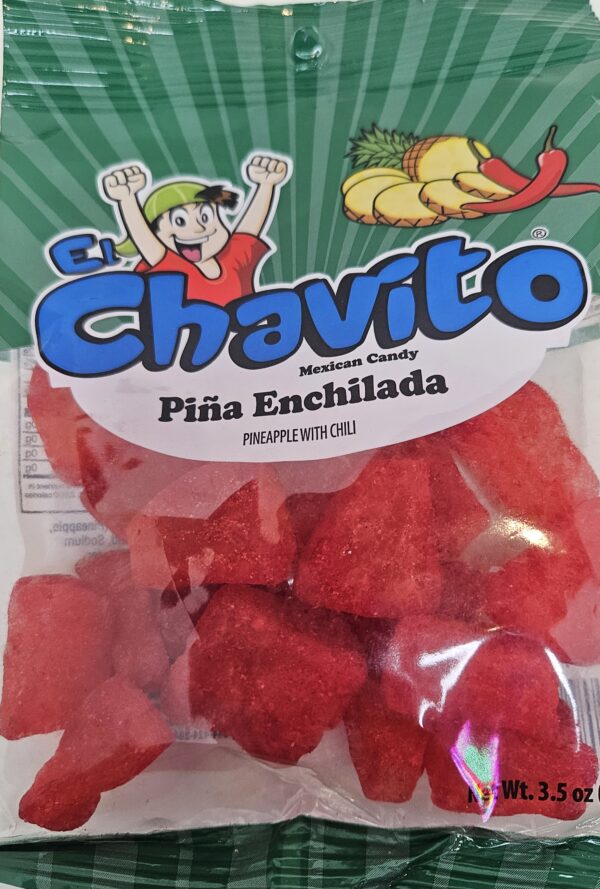 El
Chavito®
Mexican Candy
Piña Enchilada
PINEAPPLE WITH CHILI
Net Wt. 3.5 oz (